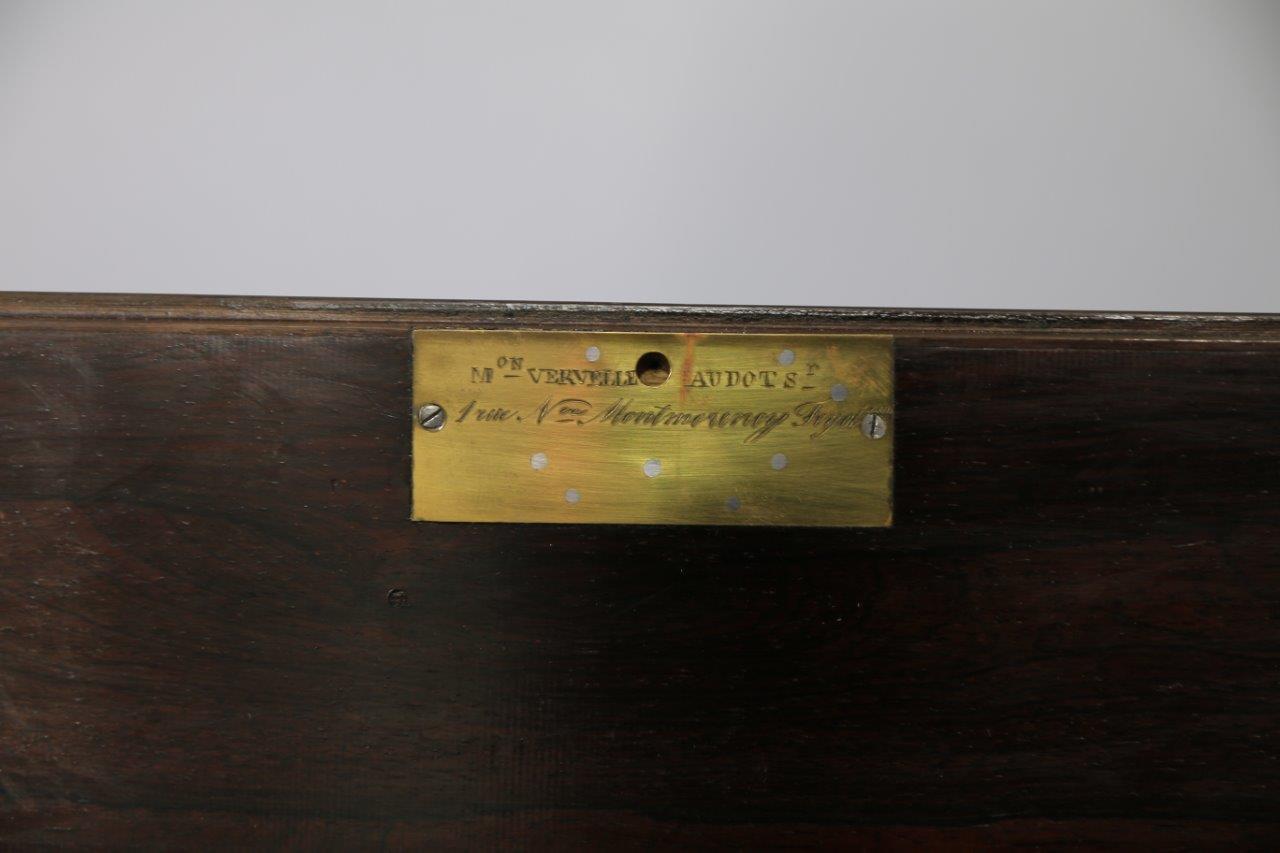 Mᴼᴺ VERVELLE AUDOT Sʳ
1 rue Nᵛᵉ Montmorency Feydeau